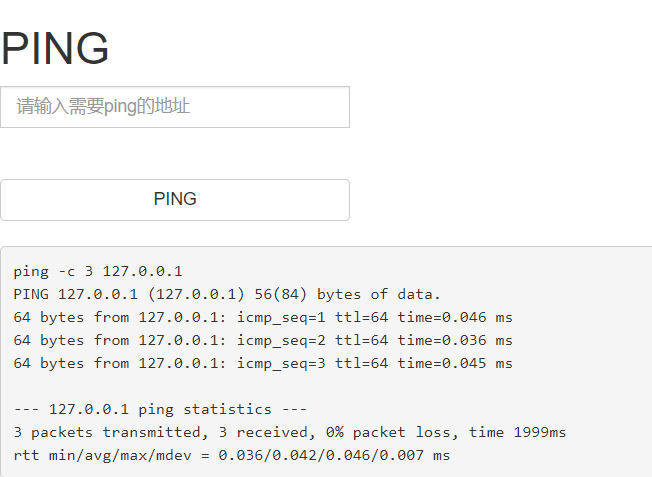 PING
请输入需要ping的地址
PING
ping -c 3 127.0.0.1
PING 127.0.0.1 (127.0.0.1) 56(84) bytes of data.
64 bytes from 127.0.0.1: icmp_seq=1 ttl=64 time=0.046 ms
64 bytes from 127.0.0.1: icmp_seq=2 ttl=64 time=0.036 ms
64 bytes from 127.0.0.1: icmp_seq=3 ttl=64 time=0.045 ms
--- 127.0.0.1 ping statistics ---
3 packets transmitted, 3 received, 0% packet loss, time 1999ms
rtt min/avg/max/mdev = 0.036/0.042/0.046/0.007 ms